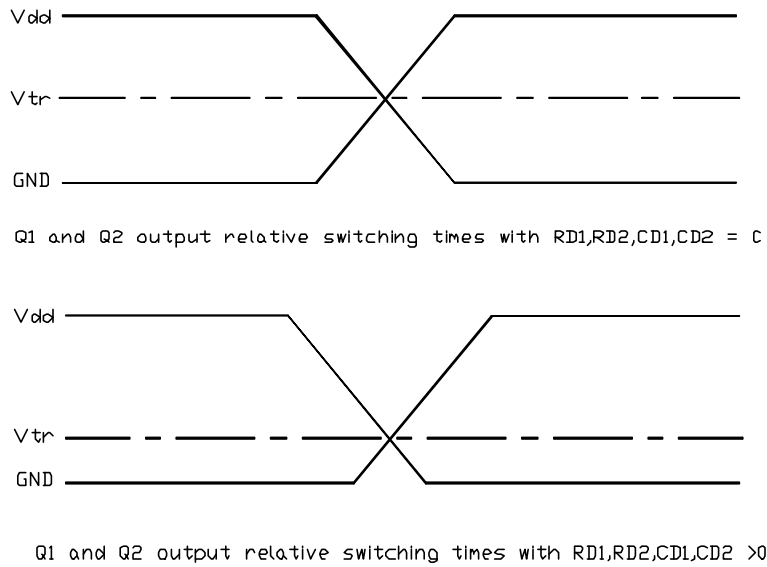 Vdd
Vtr
GND
Q1 and Q2 output relative switching times with RD1,RD2,CD1,CD2 = C
Vdd
Vtr
GND
Q1 and Q2 output relative switching times with RD1,RD2,CD1,CD2 >0